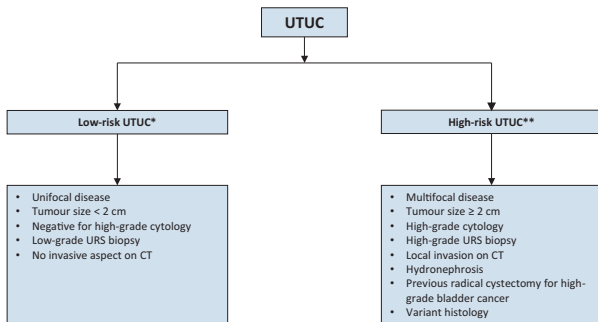 UTUC
Low-risk UTUC*
High-risk UTUC**
• Unifocal disease
• Tumour size < 2 cm
• Negative for high-grade cytology
• Low-grade URS biopsy
• No invasive aspect on CT
• Multifocal disease
• Tumour size ≥ 2 cm
• High-grade cytology
• High-grade URS biopsy
• Local invasion on CT
• Hydronephrosis
• Previous radical cystectomy for high-
grade bladder cancer
• Variant histology